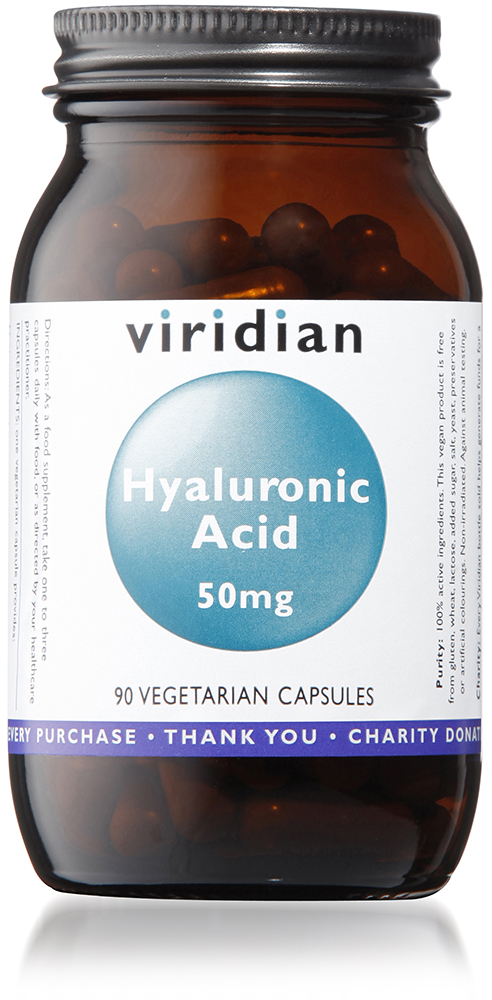 viridian
Hyaluronic
Acid
50mg
90 VEGETARIAN CAPSULES
EVERY PURCHASE • THANK YOU • CHARITY DONAT
Directions: As a food supplement, take one to three
capsules daily with food, or as directed by your healthcare
practitioner.
INGREDIENTS: one vegetarian capsule provides:
Purity: 100% active ingredients. This vegan product is free
from gluten, wheat, lactose, added sugar, salt, yeast, preservatives
or artificial colourings. Non-irradiated. Against animal testing.
Charity: Every Viridian bottle sold helps generate funds for a